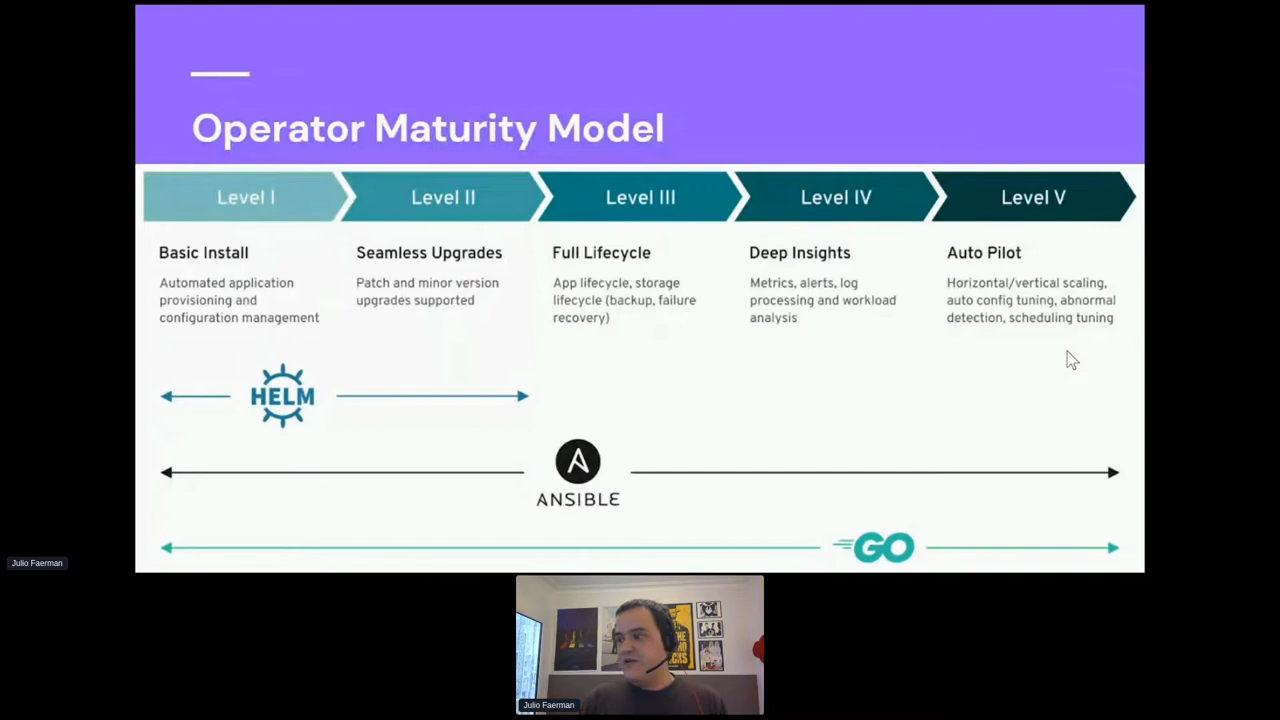 Operator Maturity Model
Level I
Level II
Level III
Level IV
Level V
Basic Install
Automated application
provisioning and
configuration management
Seamless Upgrades
Patch and minor version
upgrades supported
Full Lifecycle
App lifecycle, storage
lifecycle (backup, failure
recovery)
Deep Insights
Metrics, alerts, log
processing and workload
analysis
Auto Pilot
Horizontal/vertical scaling,
auto config tuning, abnormal
detection, scheduling tuning
HELM
ANSIBLE
GO
Julio Faerman
Julio Faerman